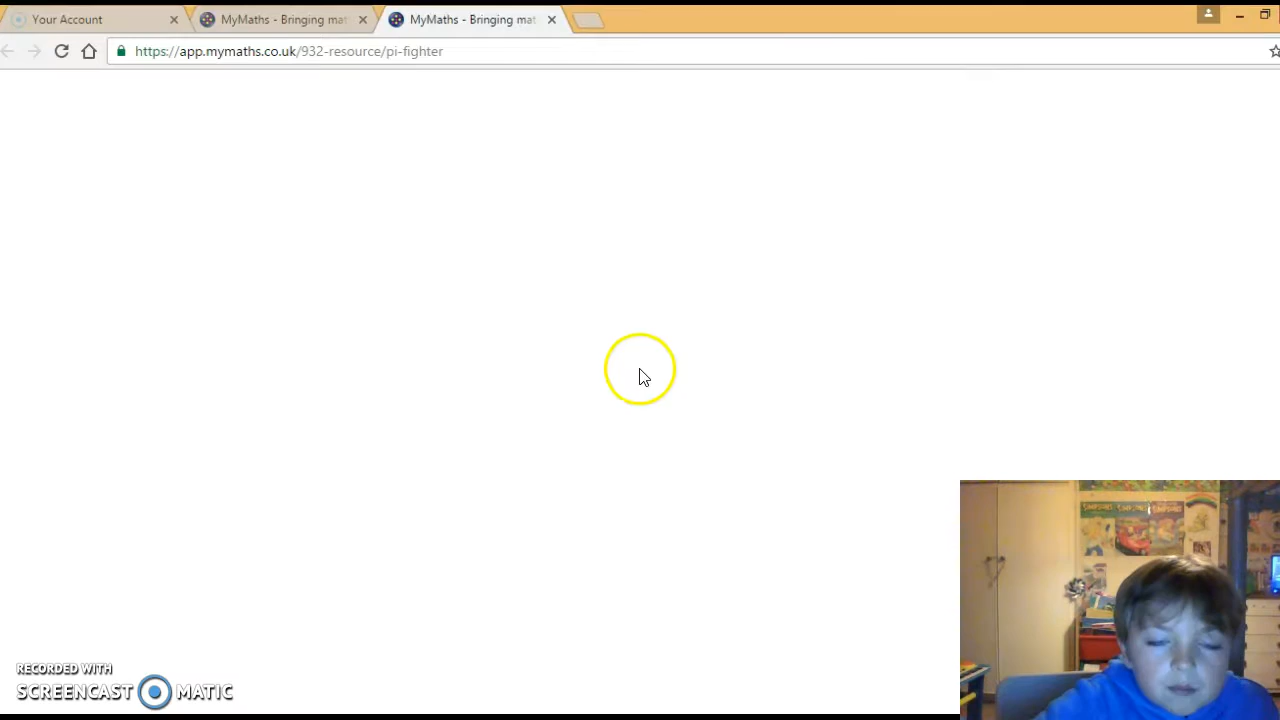 Your Account
MyMaths - Bringing mat
MyMaths - Bringing mat
https://app.mymaths.co.uk/932-resource/pi-fighter
RECORDED WITH
SCREENCAST MATIC